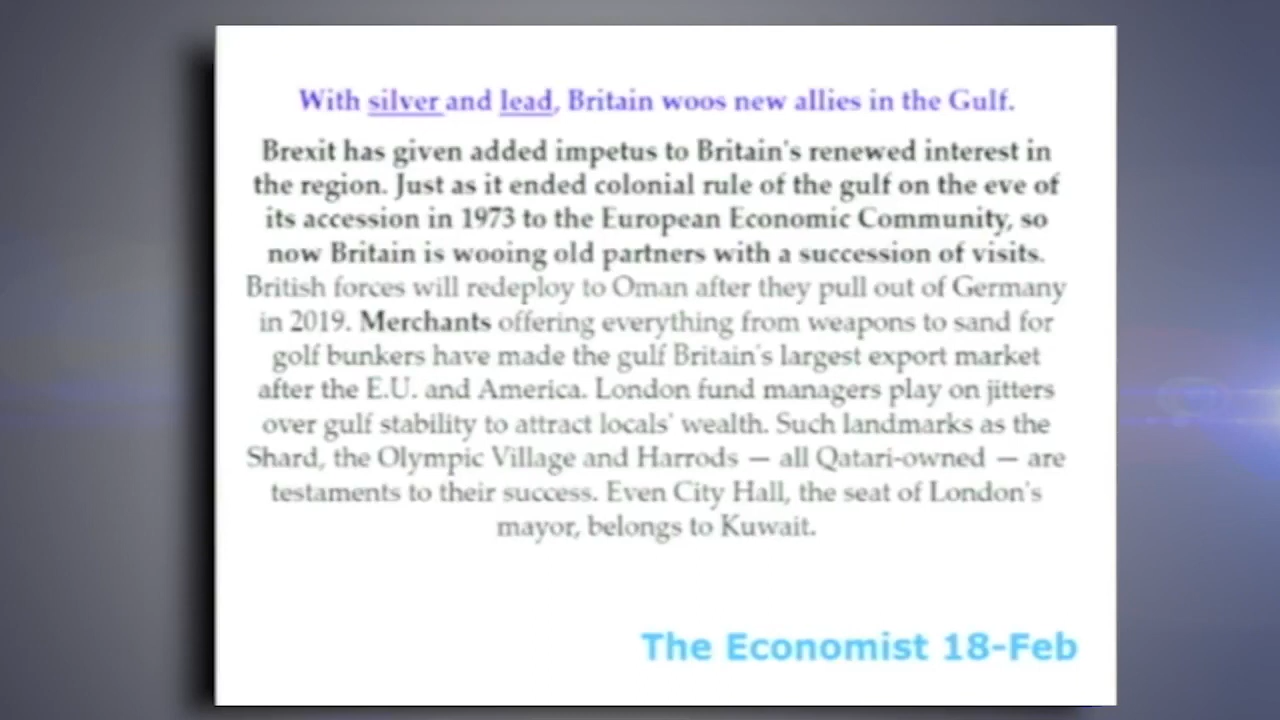 With silver and lead, Britain woos new allies in the Gulf.
Brexit has given added impetus to Britain's renewed interest in
the region. Just as it ended colonial rule of the gulf on the eve of
its accession in 1973 to the European Economic Community, so
now Britain is wooing old partners with a succession of visits.
British forces will redeploy to Oman after they pull out of Germany
in 2019. Merchants offering everything from weapons to sand for
golf bunkers have made the gulf Britain's largest export market
after the E.U. and America. London fund managers play on jitters
over gulf stability to attract locals' wealth. Such landmarks as the
Shard, the Olympic Village and Harrods — all Qatari-owned — are
testaments to their success. Even City Hall, the seat of London's
mayor, belongs to Kuwait.
The Economist 18-Feb